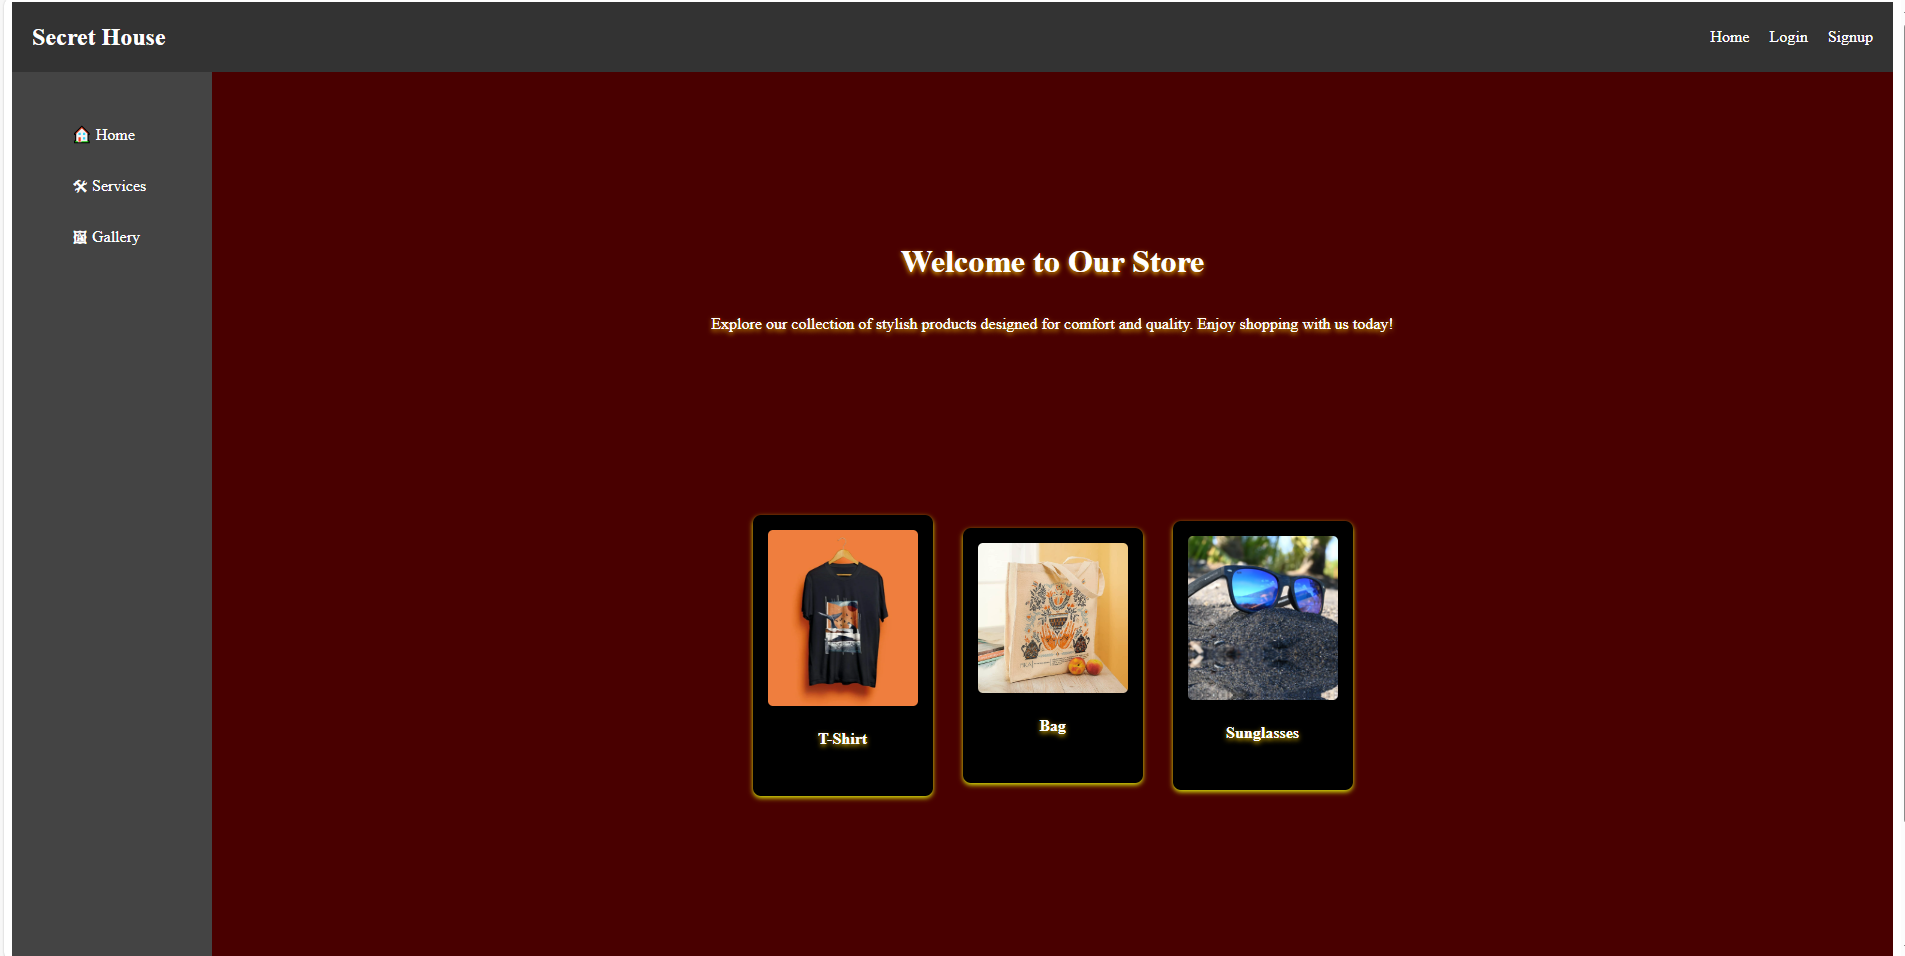 Secret House
Home Login Signup
🏠 Home
🛠 Services
🖼 Gallery
Welcome to Our Store
Explore our collection of stylish products designed for comfort and quality. Enjoy shopping with us today!
T-Shirt
Bag
Sunglasses